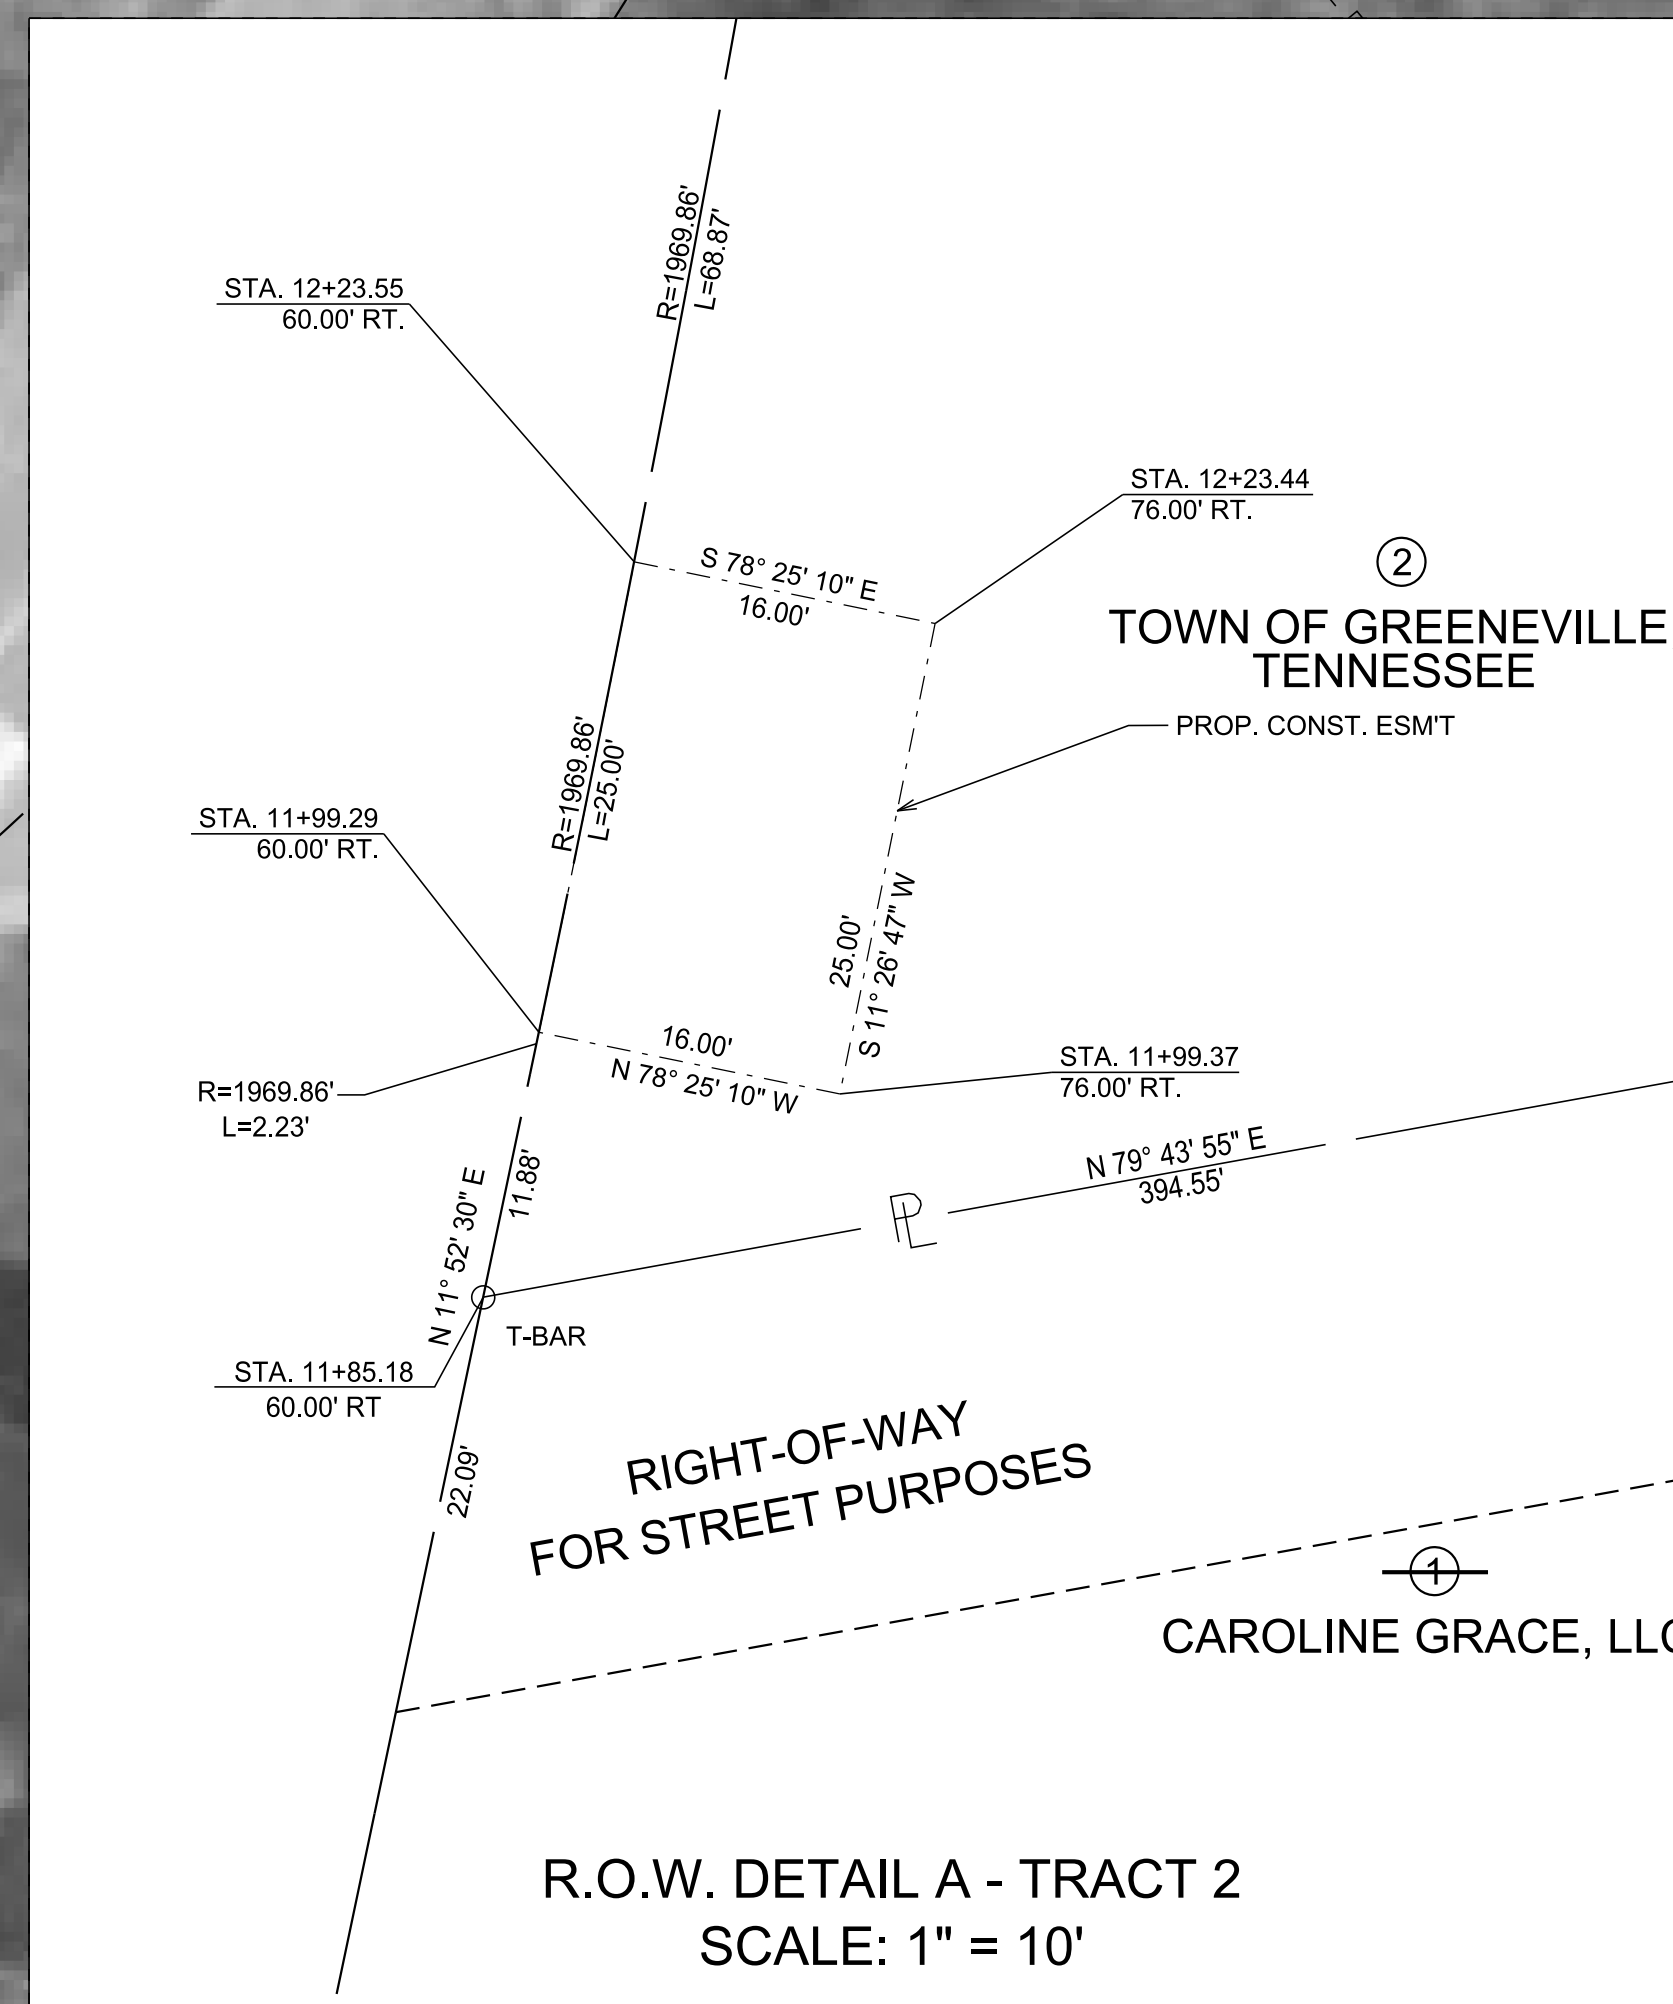 R=1969.86'
L=68.87'
STA. 12+23.55
60.00' RT.
STA. 12+23.44
76.00' RT.
S 78° 25' 10" E
16.00'
2
TOWN OF GREENEVILLE,
TENNESSEE
PROP. CONST. ESM'T
R=1969.86'
L=25.00'
STA. 11+99.29
60.00' RT.
25.00'
S 11° 26' 47" W
16.00'
N 78° 25' 10" W
STA. 11+99.37
76.00' RT.
R=1969.86'
L=2.23'
N 79° 43' 55" E
394.55'
PL
N 11° 52' 30" E
11.88'
T-BAR
STA. 11+85.18
60.00' RT
22.09'
RIGHT-OF-WAY
FOR STREET PURPOSES
1
CAROLINE GRACE, LLC
R.O.W. DETAIL A - TRACT 2
SCALE: 1" = 10'